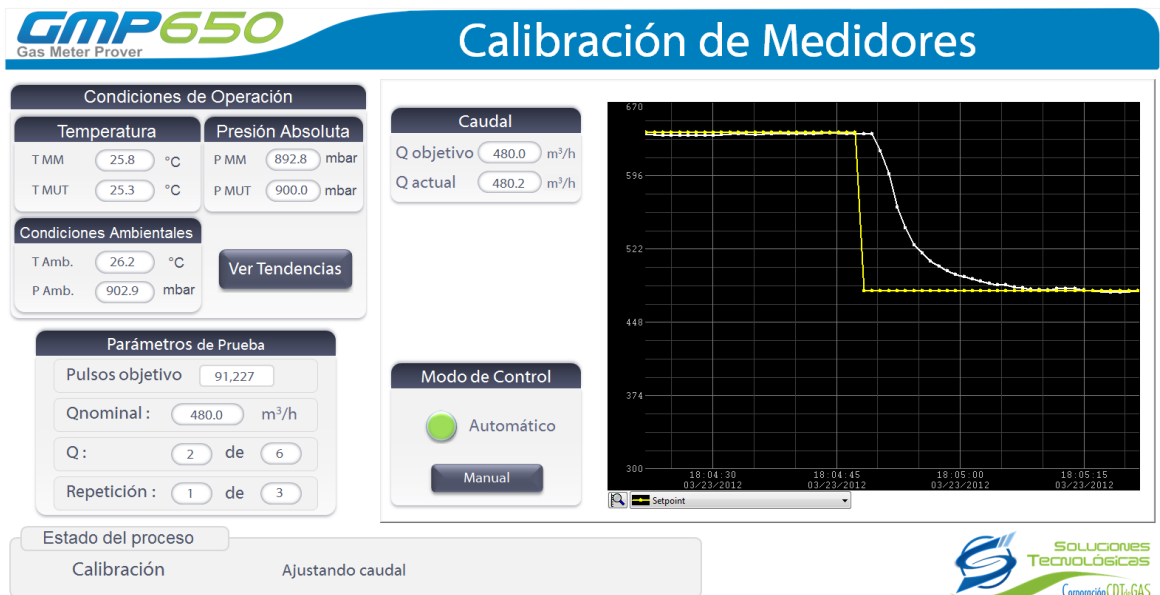 GMP650
Gas Meter Prover
Calibración de Medidores
Condiciones de Operación
Temperatura
T MM 25.8 °C
T MUT 25.3 °C
Presión Absoluta
P MM 892.8 mbar
P MUT 900.0 mbar
Condiciones Ambientales
T Amb. 26.2 °C
P Amb. 902.9 mbar
Ver Tendencias
Parámetros de Prueba
Pulsos objetivo 91,227
Qnominal : 480.0 m³/h
Q : 2 de 6
Repetición : 1 de 3
Caudal
Q objetivo 480.0 m³/h
Q actual 480.2 m³/h
Modo de Control
Automático
Manual
670
596
522
448
374
300
18:04:30 18:04:45 18:05:00 18:05:15
03/23/2012 03/23/2012 03/23/2012 03/23/2012
Setpoint
Estado del proceso
Calibración Ajustando caudal
Soluciones
Tecnológicas
Corporación CDT de GAS